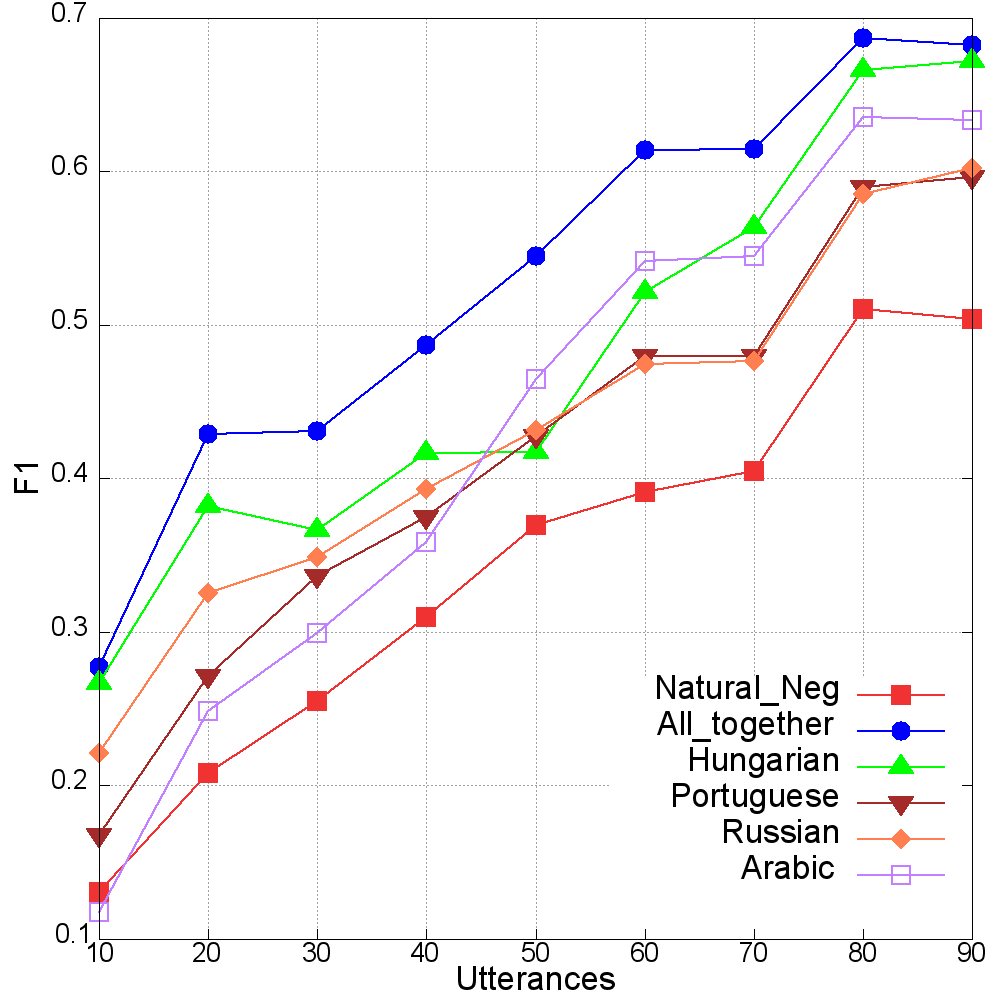 0.7
0.6
0.5
0.4
0.3
0.2
0.1
F1
10 20 30 40 50 60 70 80 90
Utterances
Natural_Neg
All_together
Hungarian
Portuguese
Russian
Arabic